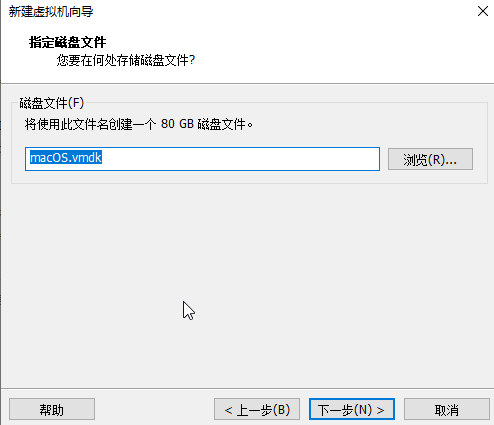 新建虚拟机向导
指定磁盘文件
您要在何处存储磁盘文件?
磁盘文件(F)
将使用此文件名创建一个 80 GB 磁盘文件。
macOS.vmdk
浏览(R)...
帮助
< 上一步(B)
下一步(N) >
取消